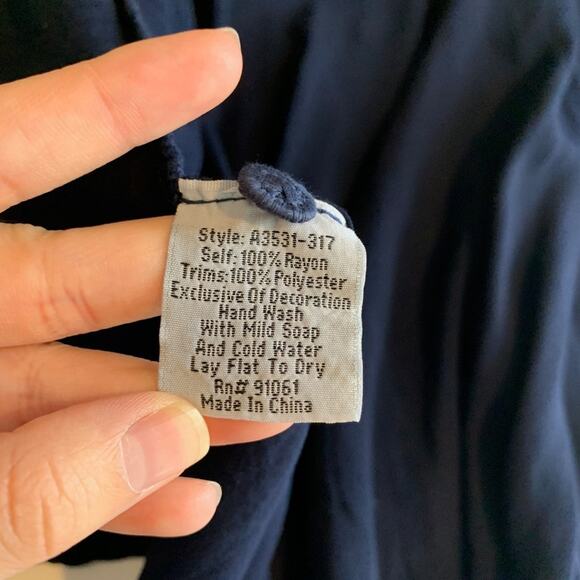 Style: A3531-317
Self:100% Rayon
Trims:100% Polyester
Exclusive Of Decoration
Hand Wash
With Mild Soap
And Cold Water
Lay Flat To Dry
Rn# 91061
Made In China